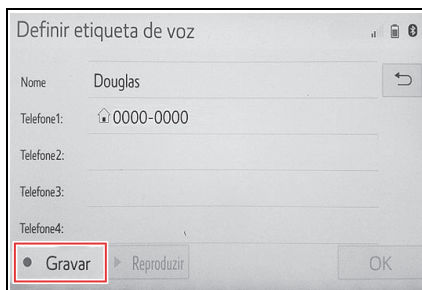 Definir etiqueta de voz
Nome Douglas
Telefone1: 0000-0000
Telefone2:
Telefone3:
Telefone4:
Gravar Reproduzir OK